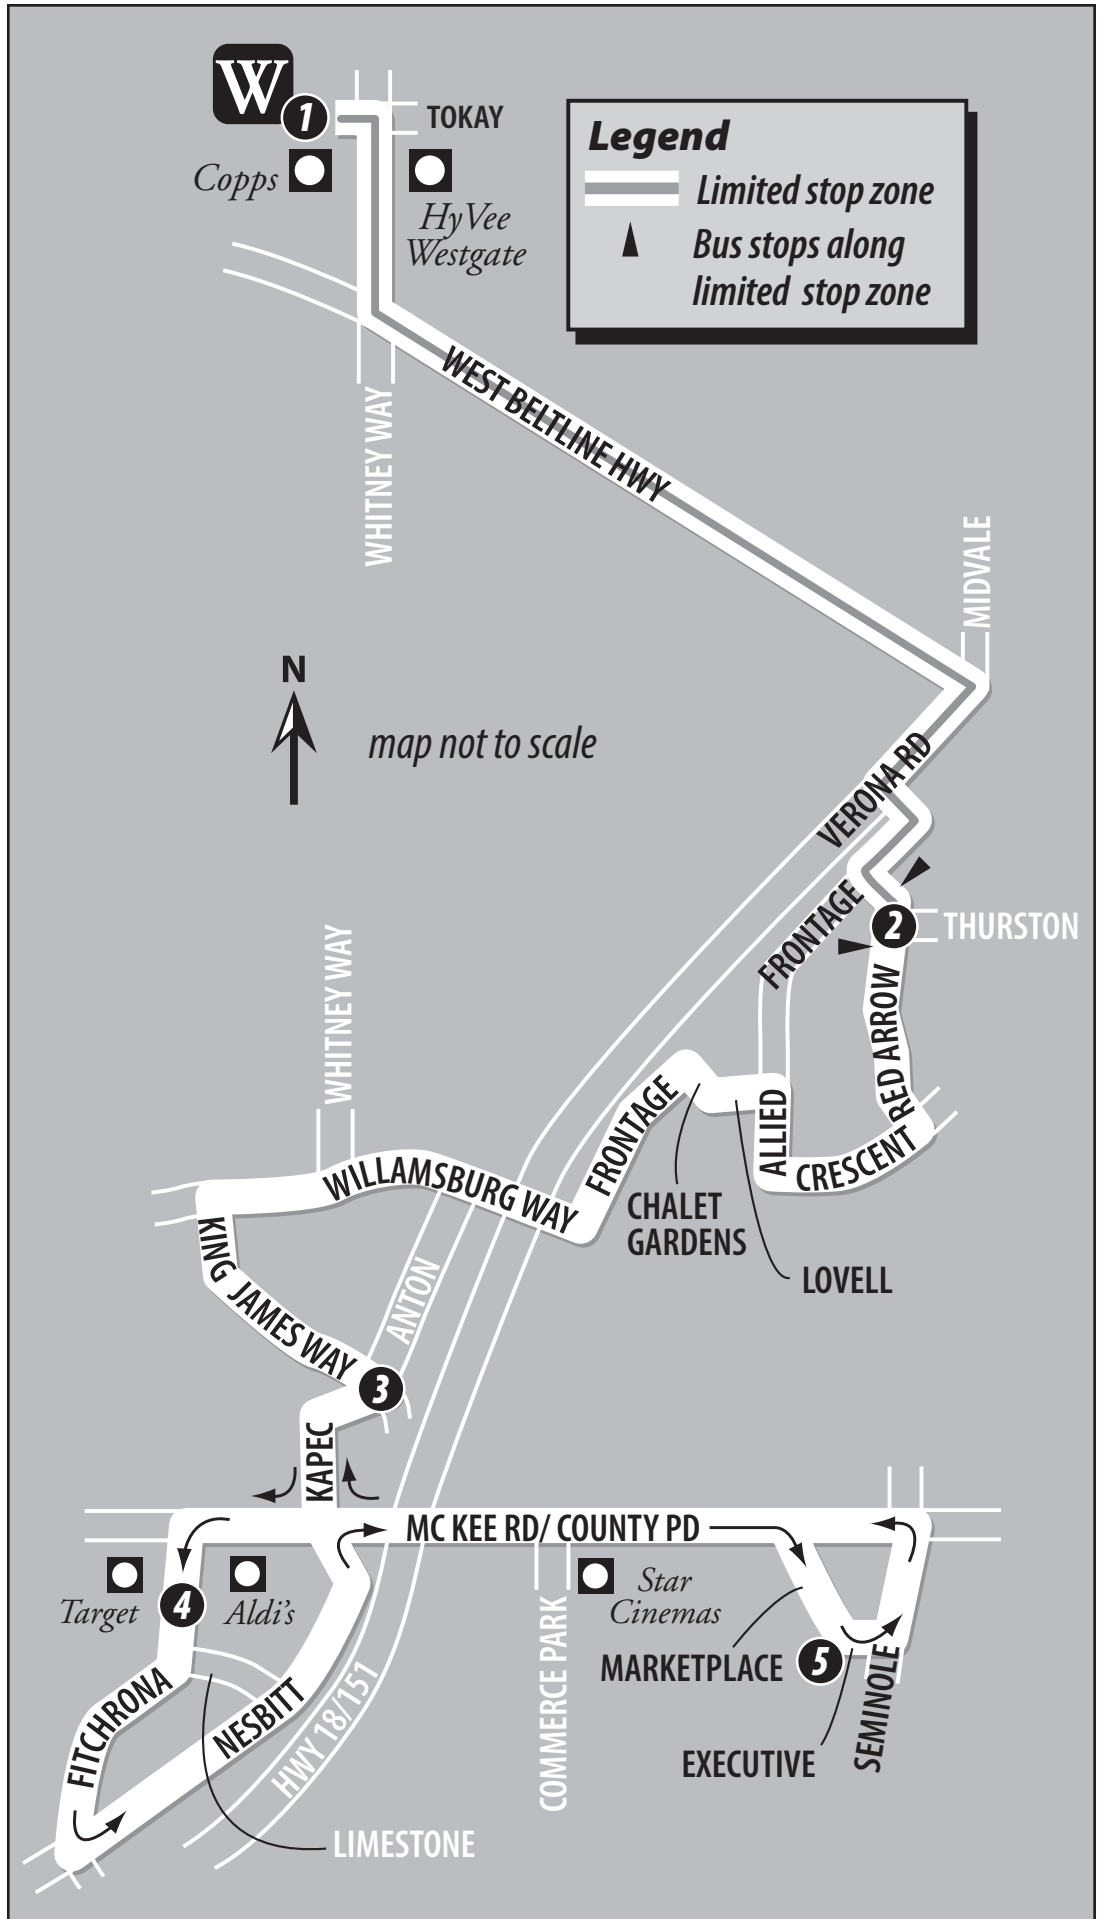 W
1
TOKAY
Copps
HyVee
Westgate
Legend
Limited stop zone
Bus stops along
limited stop zone
WEST BELTLINE HWY
WHITNEY WAY
MIDVALE
N
map not to scale
VERONA RD
FRONTAGE
2
THURSTON
WHITNEY WAY
RED ARROW
FRONTAGE
ALLIED
CRESCENT
WILLAMSBURG WAY
CHALET
GARDENS
LOVELL
KING JAMES WAY
ANTON
3
KAPEC
MC KEE RD/ COUNTY PD
Target
4
Aldi's
Star
Cinemas
COMMERCE PARK
MARKETPLACE
5
SEMINOLE
EXECUTIVE
FITCHRONA
NESBITT
HWY 18/151
LIMESTONE